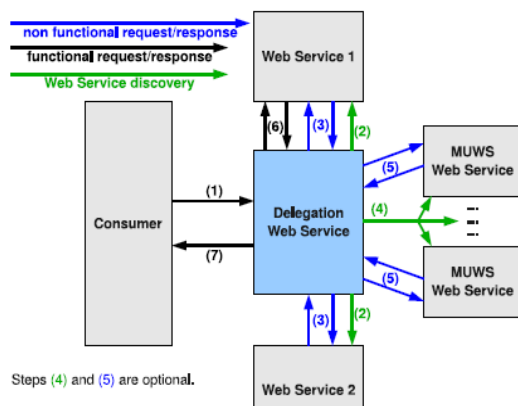 non functional request/response
functional request/response
Web Service discovery
Web Service 1
(6)
(3)
(2)
Consumer
(1)
(7)
Delegation
Web Service
(5)
(4)
(5)
MUWS
Web Service
MUWS
Web Service
(3)
(2)
Web Service 2
Steps (4) and (5) are optional.